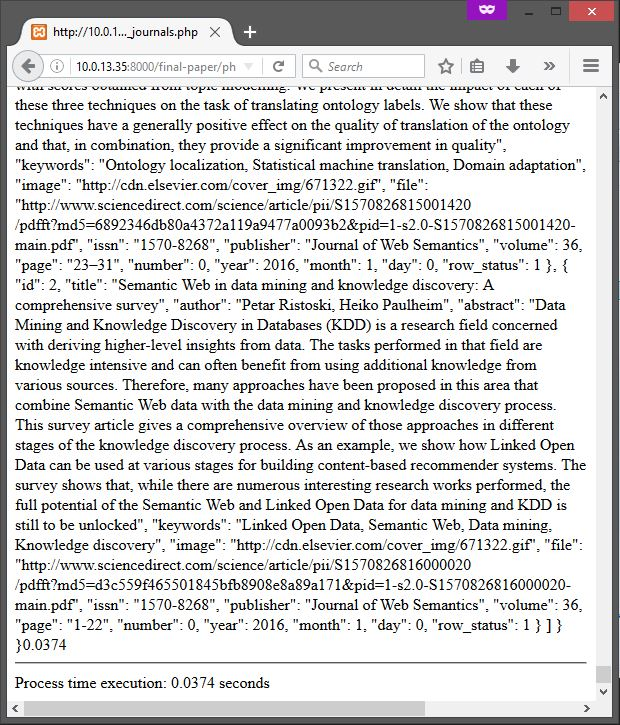 http://10.0.1..._journals.php
10.0.13.35:8000/final-paper/ph
Search
with scores obtained from topic modelling. We present in detail the impact of each of
these three techniques on the task of translating ontology labels. We show that these
techniques have a generally positive effect on the quality of translation of the ontology
and that, in combination, they provide a significant improvement in quality",
"keywords": "Ontology localization, Statistical machine translation, Domain adaptation",
"image": "http://cdn.elsevier.com/cover_img/671322.gif", "file":
"http://www.sciencedirect.com/science/article/pii/S1570826815001420
/pdfft?md5=6892346db80a4372a119a9477a0093b2&pid=1-s2.0-S1570826815001420-
main.pdf", "issn": "1570-8268", "publisher": "Journal of Web Semantics", "volume": 36,
"page": "23–31", "number": 0, "year": 2016, "month": 1, "day": 0, "row_status": 1 }, {
"id": 2, "title": "Semantic Web in data mining and knowledge discovery: A
comprehensive survey", "author": "Petar Ristoski, Heiko Paulheim", "abstract": "Data
Mining and Knowledge Discovery in Databases (KDD) is a research field concerned
with deriving higher-level insights from data. The tasks performed in that field are
knowledge intensive and can often benefit from using additional knowledge from
various sources. Therefore, many approaches have been proposed in this area that
combine Semantic Web data with the data mining and knowledge discovery process.
This survey article gives a comprehensive overview of those approaches in different
stages of the knowledge discovery process. As an example, we show how Linked Open
Data can be used at various stages for building content-based recommender systems. The
survey shows that, while there are numerous interesting research works performed, the
full potential of the Semantic Web and Linked Open Data for data mining and KDD is
still to be unlocked", "keywords": "Linked Open Data, Semantic Web, Data mining,
Knowledge discovery", "image": "http://cdn.elsevier.com/cover_img/671322.gif", "file":
"http://www.sciencedirect.com/science/article/pii/S1570826816000020
/pdfft?md5=d3c559f465501845bfb8908e8a89a171&pid=1-s2.0-S1570826816000020-
main.pdf", "issn": "1570-8268", "publisher": "Journal of Web Semantics", "volume": 36,
"page": "1-22", "number": 0, "year": 2016, "month": 1, "day": 0, "row_status": 1 } ] }
}0.0374
Process time execution: 0.0374 seconds